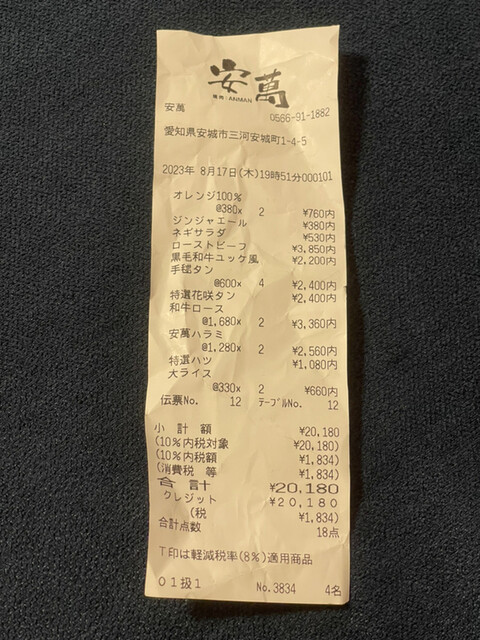 安萬
焼肉 : ANMAN
安萬 0566-91-1882
愛知県安城市三河安城町1-4-5
2023年 8月17日(木)19時51分000101
オレンジ100%
@380x 2 ¥760内
ジンジャエール ¥380内
ネギサラダ ¥530内
ローストビーフ ¥3,850内
黒毛和牛ユッケ風 ¥2,200内
手毬タン
@600x 4 ¥2,400内
特選花咲タン ¥2,400内
和牛ロース
@1,680x 2 ¥3,360内
安萬ハラミ
@1,280x 2 ¥2,560内
特選ハツ ¥1,080内
大ライス
@330x 2 ¥660内
伝票No. 12 テーブルNo. 12
小 計 額 ¥20,180
(10%内税対象 ¥20,180)
(10%内税額 ¥1,834)
(消費税 等 ¥1,834)
合 計 ¥20,180
クレジット ¥20,180
(税 ¥1,834)
合計点数 18点
T印は軽減税率(8%)適用商品
01扱1 No.3834 4名